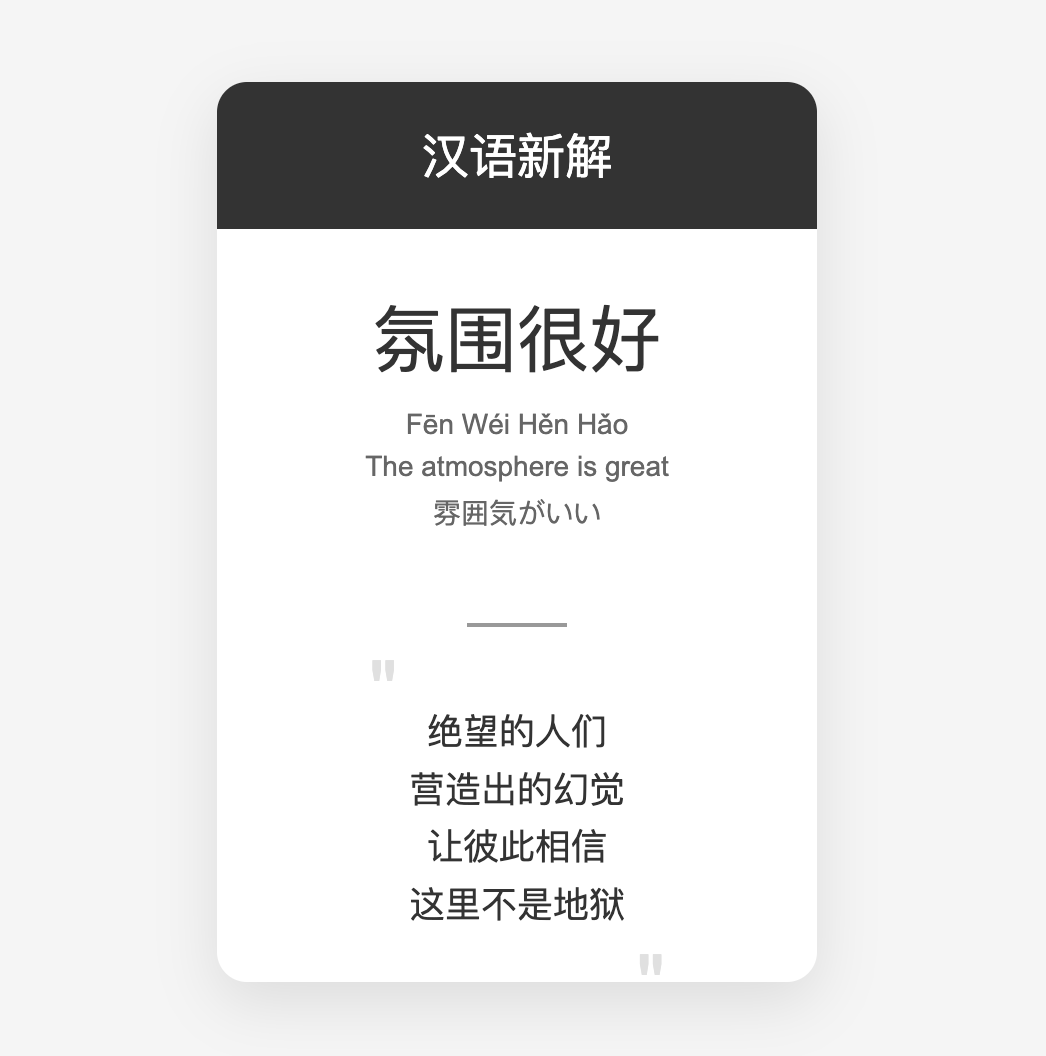 汉语新解
氛围很好
Fēn Wéi Hěn Hǎo
The atmosphere is great
雰囲気がいい
"
绝望的人们
营造出的幻觉
让彼此相信
这里不是地狱
"